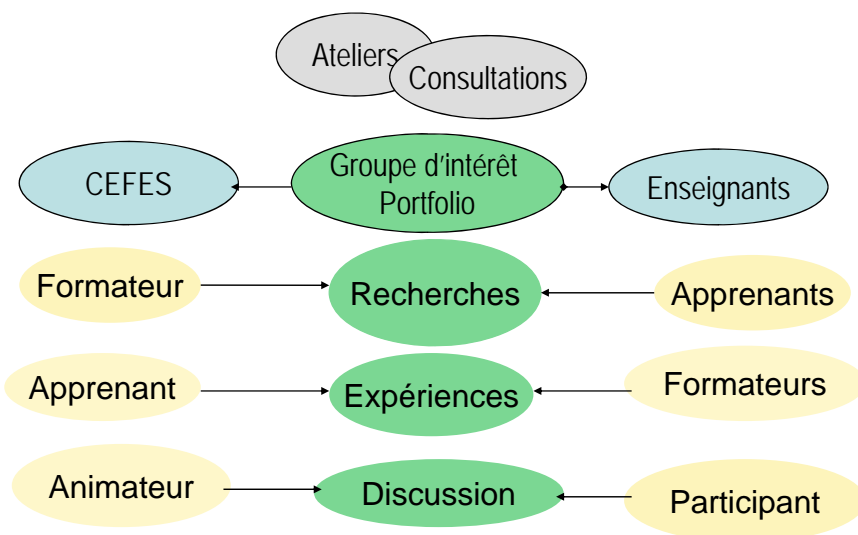 Ateliers
Consultations
CEFES
Groupe d'intérêt
Portfolio
Enseignants
Formateur
Recherches
Apprenants
Apprenant
Expériences
Formateurs
Animateur
Discussion
Participant